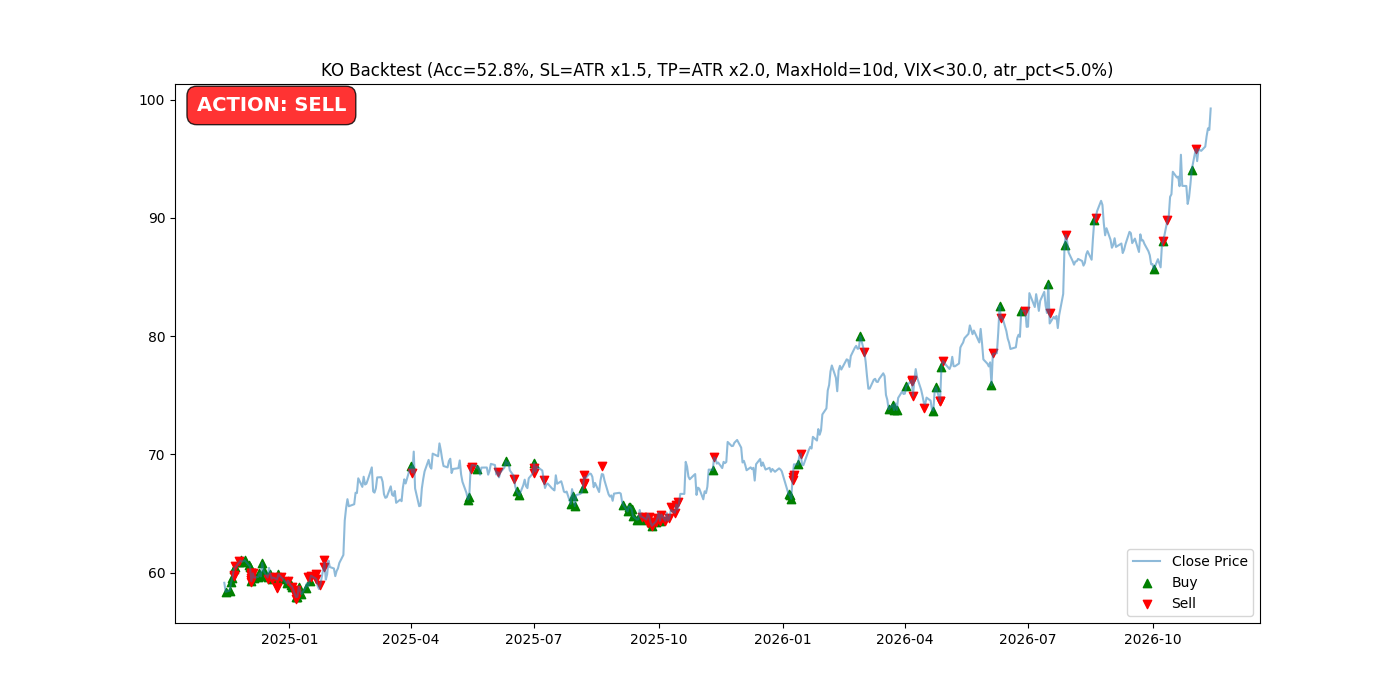 KO Backtest (Acc=52.8%, SL=ATR x1.5, TP=ATR x2.0, MaxHold=10d, VIX<30.0, atr_pct<5.0%)
ACTION: SELL
100
90
80
70
60
2025-01
2025-04
2025-07
2025-10
2026-01
2026-04
2026-07
2026-10
Close Price
Buy
Sell